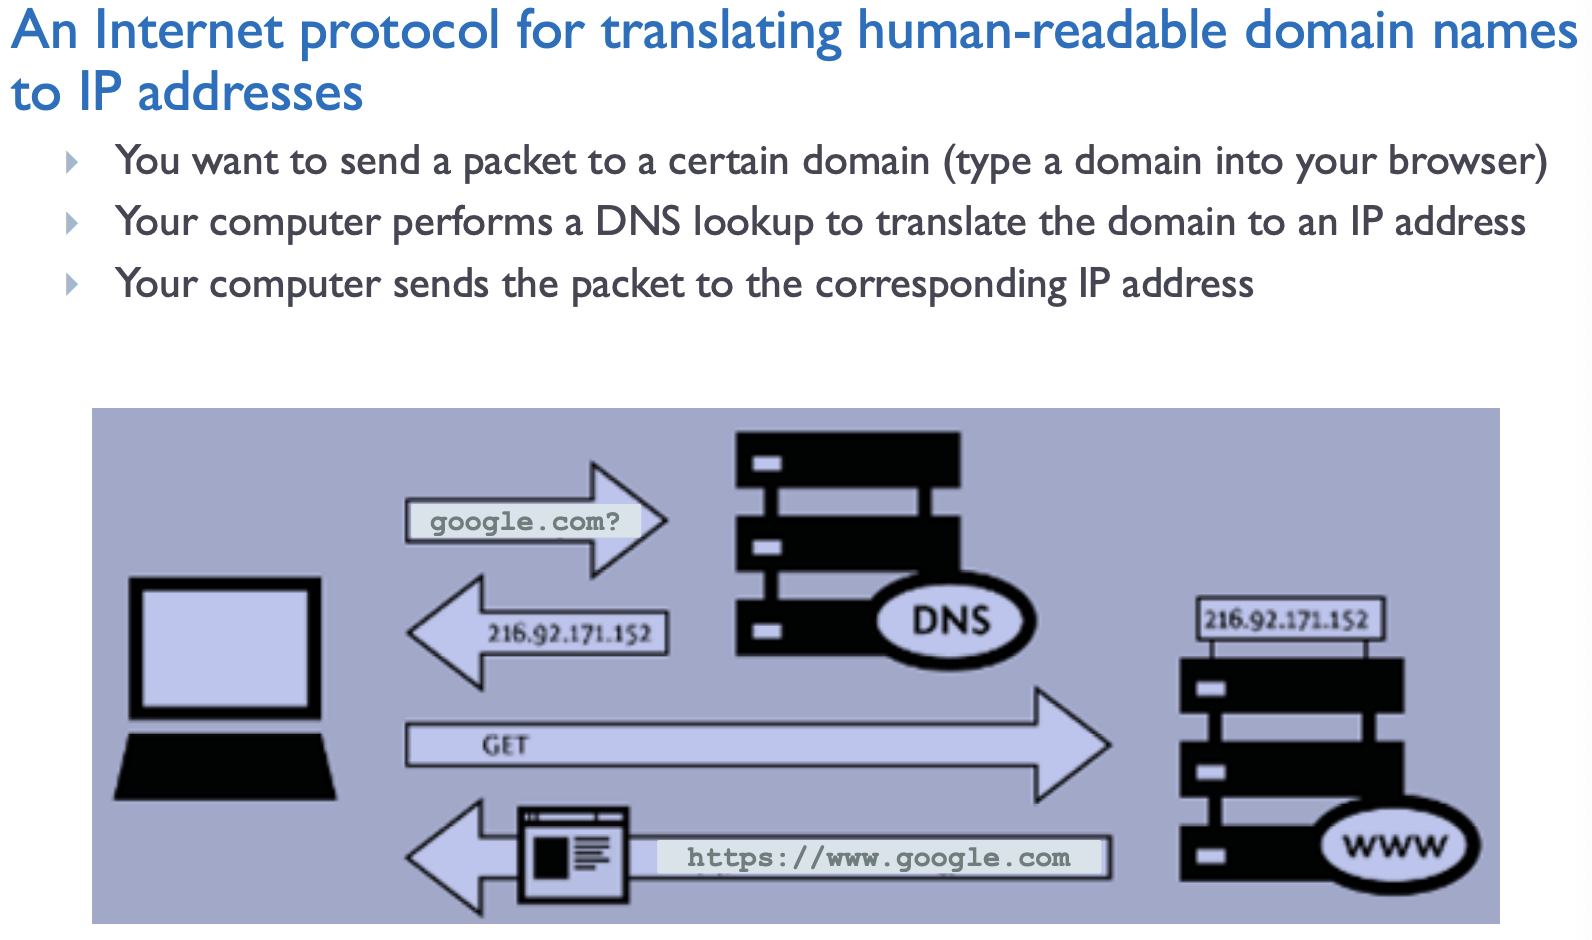 An Internet protocol for translating human-readable domain names
to IP addresses
You want to send a packet to a certain domain (type a domain into your browser)
Your computer performs a DNS lookup to translate the domain to an IP address
Your computer sends the packet to the corresponding IP address
google.com?
DNS
216.92.171.152
216.92.171.152
GET
www
https://www.google.com